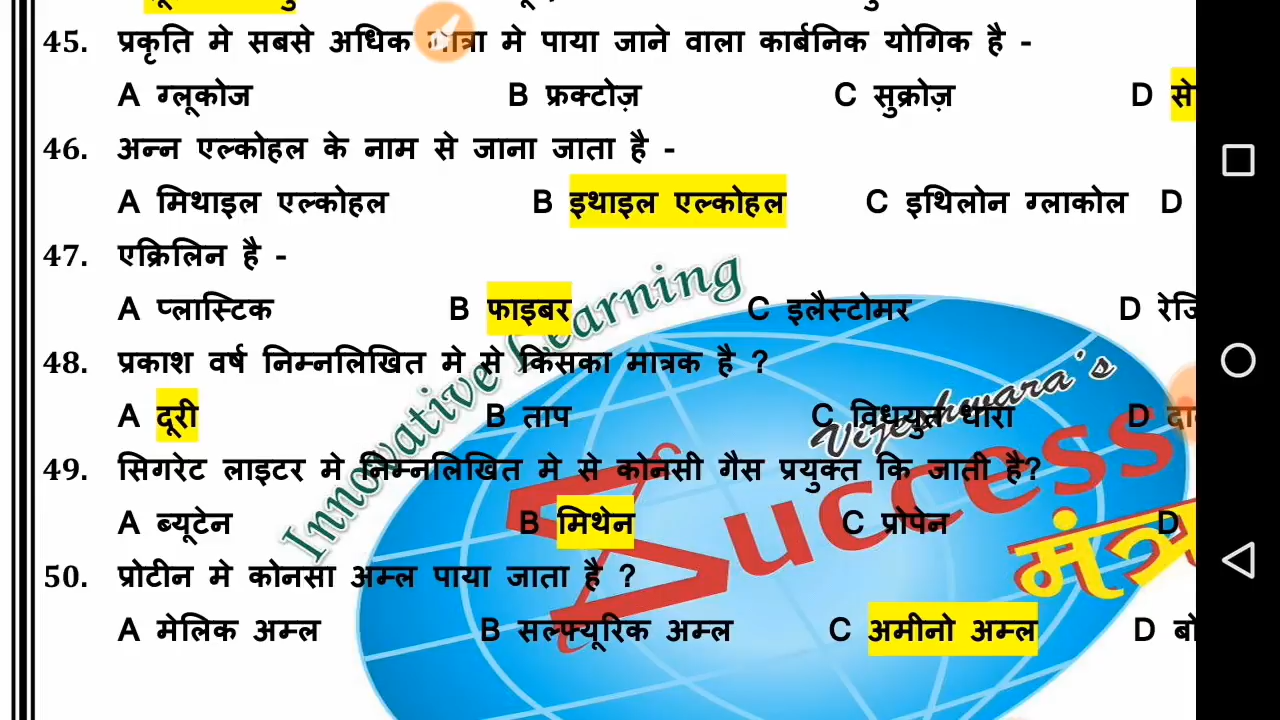 45. प्रकृति मे सबसे अधिक मात्रा मे पाया जाने वाला कार्बनिक योगिक है -
A ग्लूकोज B फ्रक्टोज़ C सुक्रोज़ D से
46. अन्न एल्कोहल के नाम से जाना जाता है -
A मिथाइल एल्कोहल B इथाइल एल्कोहल C इथिलोन ग्लाकोल D
47. एक्रिलिन है -
A प्लास्टिक B फाइबर C इलैस्टोमर D रेजि
48. प्रकाश वर्ष निम्नलिखित मे से किसका मात्रक है ?
A दूरी B ताप C विधयुत धारा D दा
49. सिगरेट लाइटर मे निम्नलिखित मे से कोनसी गैस प्रयुक्त कि जाती है?
A ब्यूटेन B मिथेन C प्रोपेन D
50. प्रोटीन मे कोनसा अम्ल पाया जाता है ?
A मेलिक अम्ल B सल्फ्यूरिक अम्ल C अमीनो अम्ल D बो
Innovative Learning
Vijeshwara's
Success
मंत्र